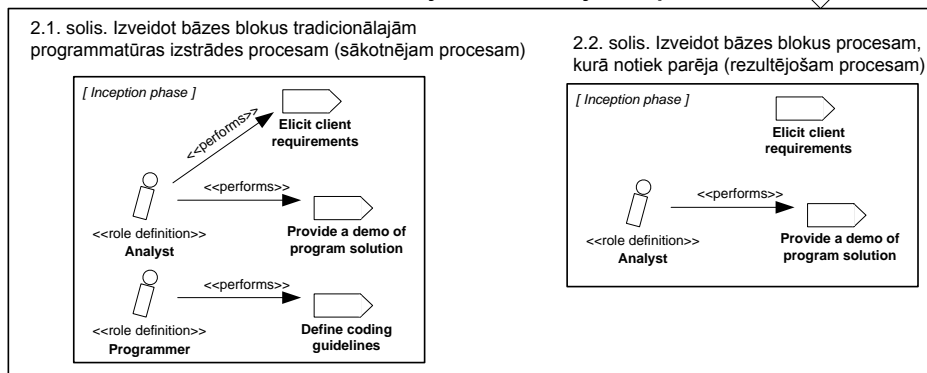 2.1. solis. Izveidot bāzes blokus tradicionālajām
programmatūras izstrādes procesam (sākotnējam procesam)
[ Inception phase ]
<<performs>>
Elicit client
requirements
<<performs>>
<<role definition>>
Analyst
Provide a demo of
program solution
<<performs>>
<<role definition>>
Programmer
Define coding
guidelines
2.2. solis. Izveidot bāzes blokus procesam,
kurā notiek parēja (rezultējošam procesam)
[ Inception phase ]
Elicit client
requirements
<<performs>>
<<role definition>>
Analyst
Provide a demo of
program solution